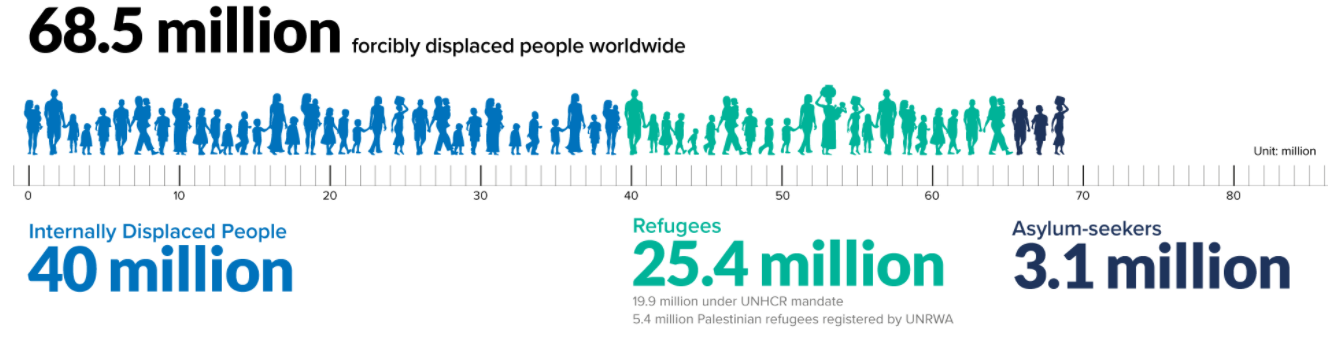 68.5 million forcibly displaced people worldwide
Unit: million
0 10 20 30 40 50 60 70 80
Internally Displaced People
40 million
Refugees
25.4 million
19.9 million under UNHCR mandate
5.4 million Palestinian refugees registered by UNRWA
Asylum-seekers
3.1 million